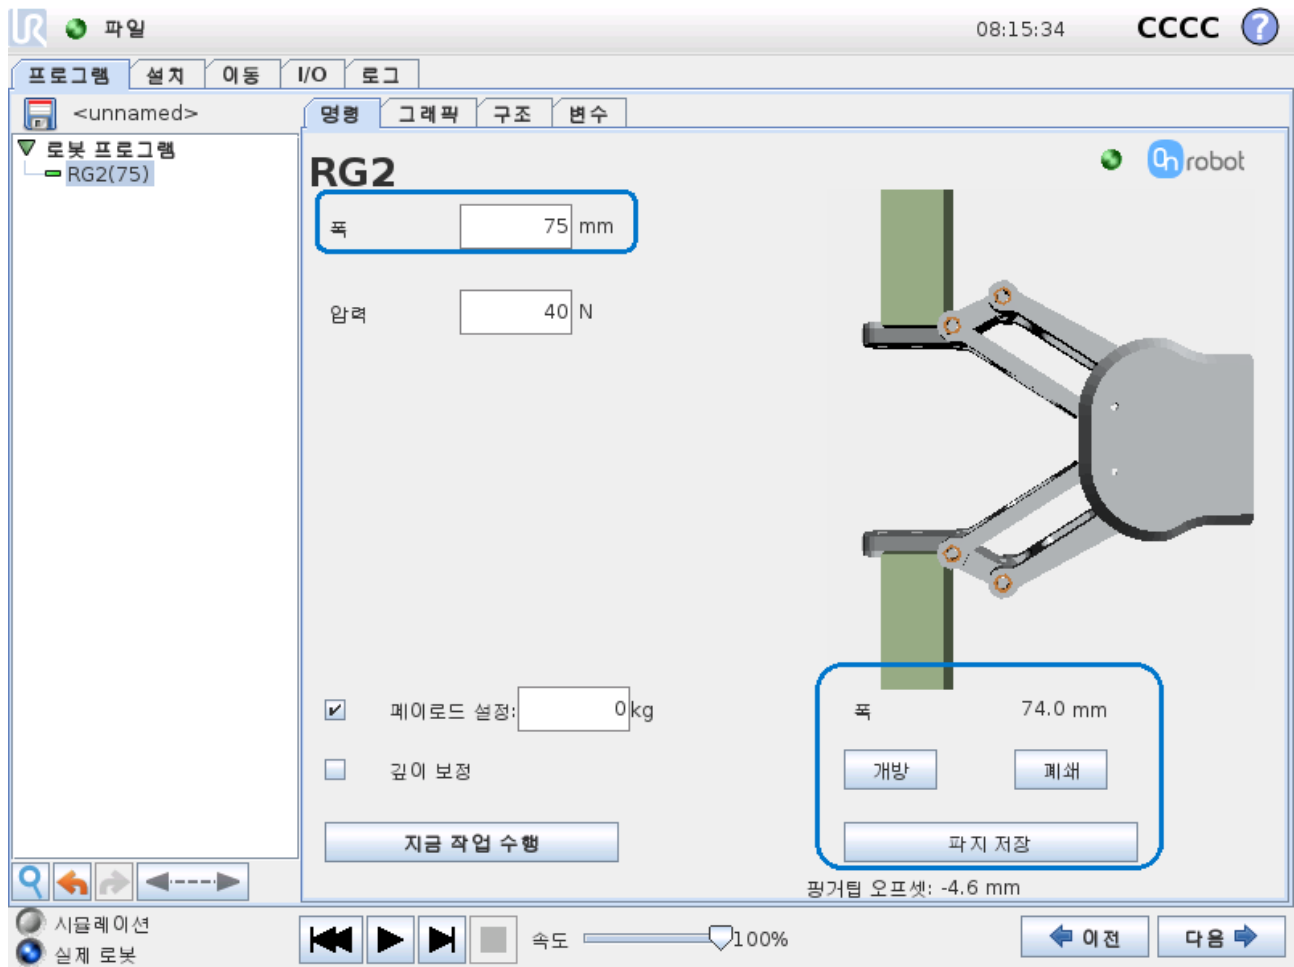 UR 파일 08:15:34 CCCC ?
프로그램 설치 이동 I/O 로그
<unnamed> 명령 그래픽 구조 변수
로봇 프로그램
RG2(75)
RG2
On robot
폭 75 mm
압력 40 N
페이로드 설정: 0 kg
폭 74.0 mm
깊이 보정
개방 폐쇄
지금 작업 수행
파지 저장
핑거팁 오프셋: -4.6 mm
시뮬레이션
실제 로봇
속도 100%
이전 다음